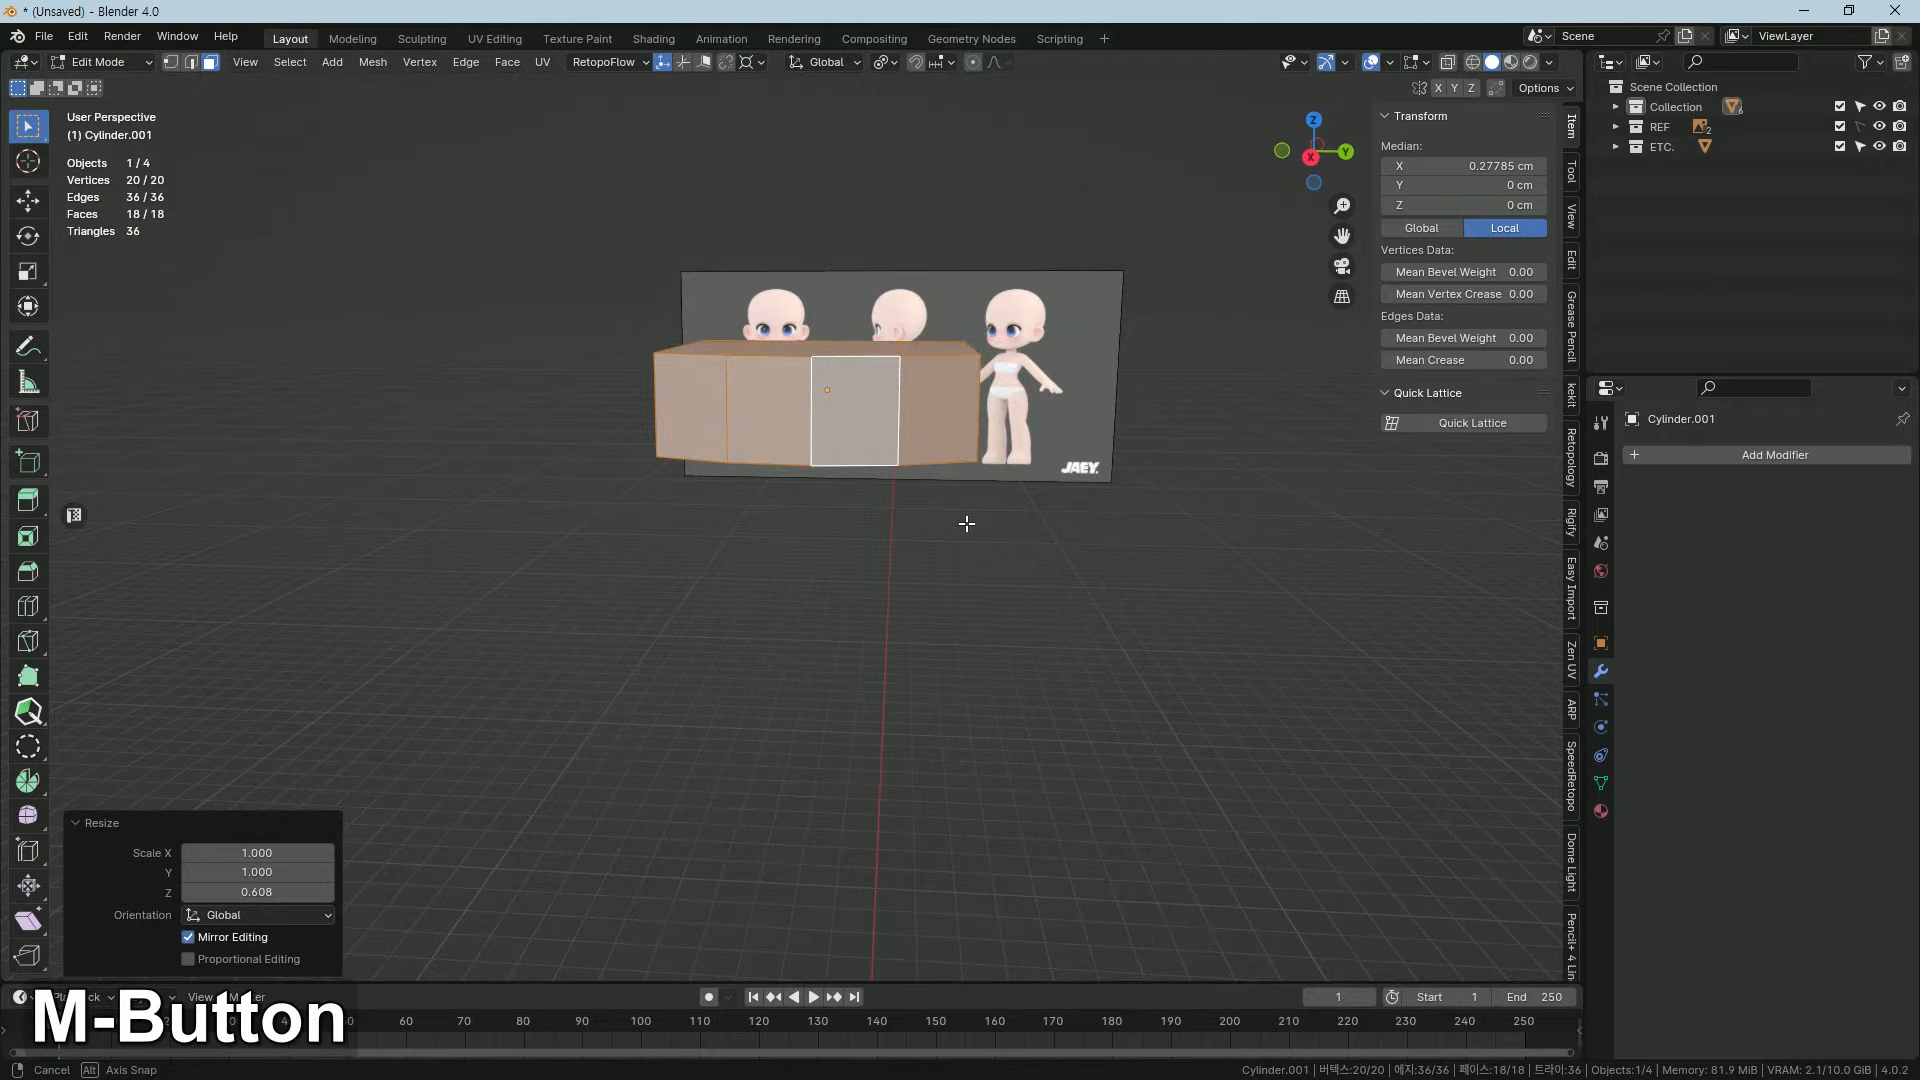 * (Unsaved) - Blender 4.0
File Edit Render Window Help
Layout Modeling Sculpting UV Editing Texture Paint Shading Animation Rendering Compositing Geometry Nodes Scripting +
Scene
ViewLayer
Edit Mode
View Select Add Mesh Vertex Edge Face UV
RetopoFlow
Global
X Y Z
Options
User Perspective
(1) Cylinder.001
Objects 1 / 4
Vertices 20 / 20
Edges 36 / 36
Faces 18 / 18
Triangles 36
Z
Y
X
JAEY.
Transform
Median:
X 0.27785 cm
Y 0 cm
Z 0 cm
Global Local
Vertices Data:
Mean Bevel Weight 0.00
Mean Vertex Crease 0.00
Edges Data:
Mean Bevel Weight 0.00
Mean Crease 0.00
Quick Lattice
Quick Lattice
Item
Tool
View
Edit
Grease Pencil
kekit
Retopology
Rigify
Easy Import
Zen UV
ARP
SpeedRetopo
Dome Light
Pencil+ 4 Lin
Scene Collection
Collection 6
REF 2
ETC.
Cylinder.001
Add Modifier
Resize
Scale X 1.000
Y 1.000
Z 0.608
Orientation Global
Mirror Editing
Proportional Editing
View
1
Start 1
End 250
60 70 80 90 100 110 120 130 140 150 160 170 180 190 200 210 220 230 240 250
M-Button
Cancel Alt Axis Snap
Cylinder.001 | 버텍스:20/20 | 에지:36/36 | 페이스:18/18 | 트라이:36 | Objects:1/4 | Memory: 81.9 MiB | VRAM: 2.1/10.0 GiB | 4.0.2